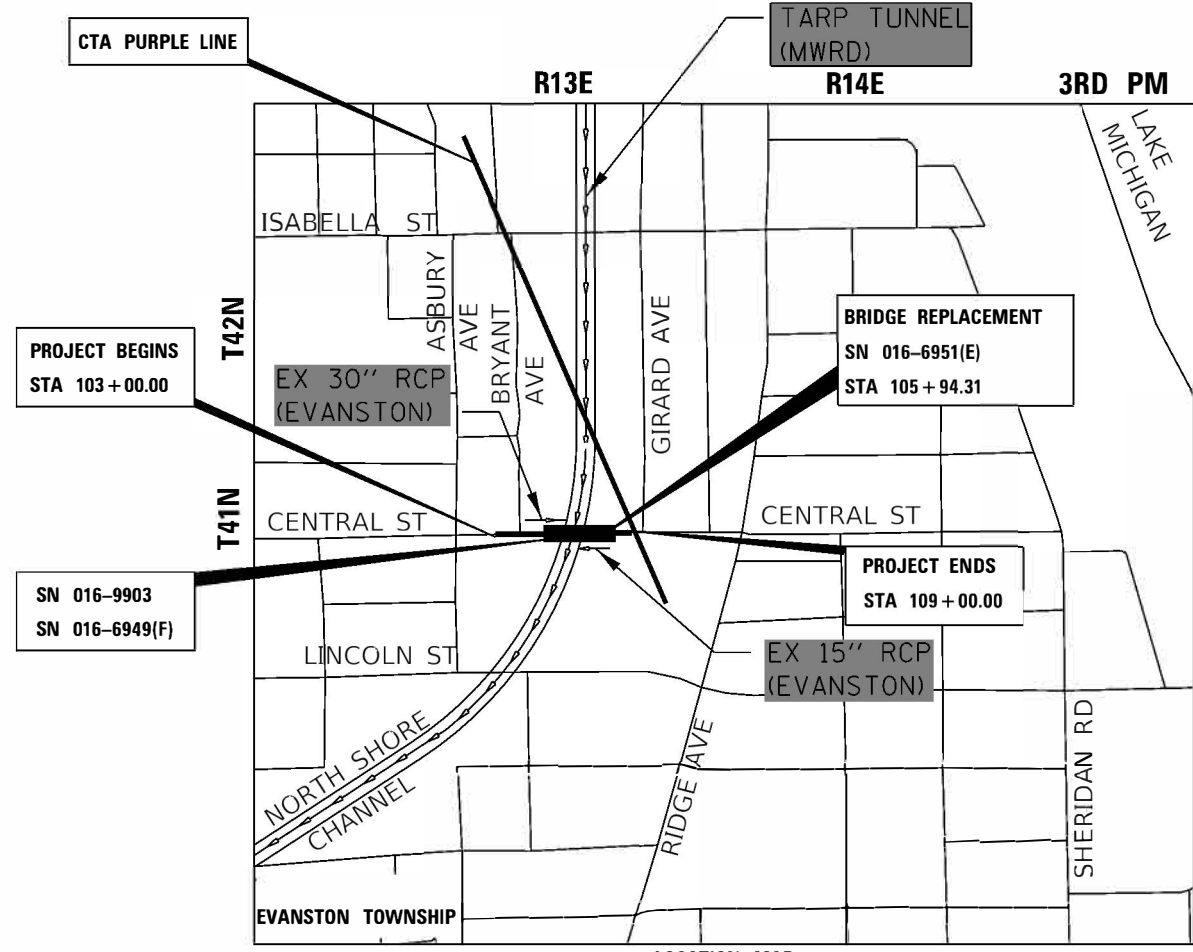 CTA PURPLE LINE
TARP TUNNEL
(MWRD)
R13E
R14E
3RD PM
LAKE
MICHIGAN
ISABELLA ST
T42N
ASBURY
AVE
BRYANT
AVE
GIRARD AVE
BRIDGE REPLACEMENT
SN 016-6951(E)
STA 105+94.31
PROJECT BEGINS
STA 103+00.00
EX 30'' RCP
(EVANSTON)
T41N
CENTRAL ST
CENTRAL ST
PROJECT ENDS
STA 109+00.00
SN 016-9903
SN 016-6949(F)
LINCOLN ST
EX 15'' RCP
(EVANSTON)
NORTH SHORE
CHANNEL
RIDGE AVE
SHERIDAN RD
EVANSTON TOWNSHIP